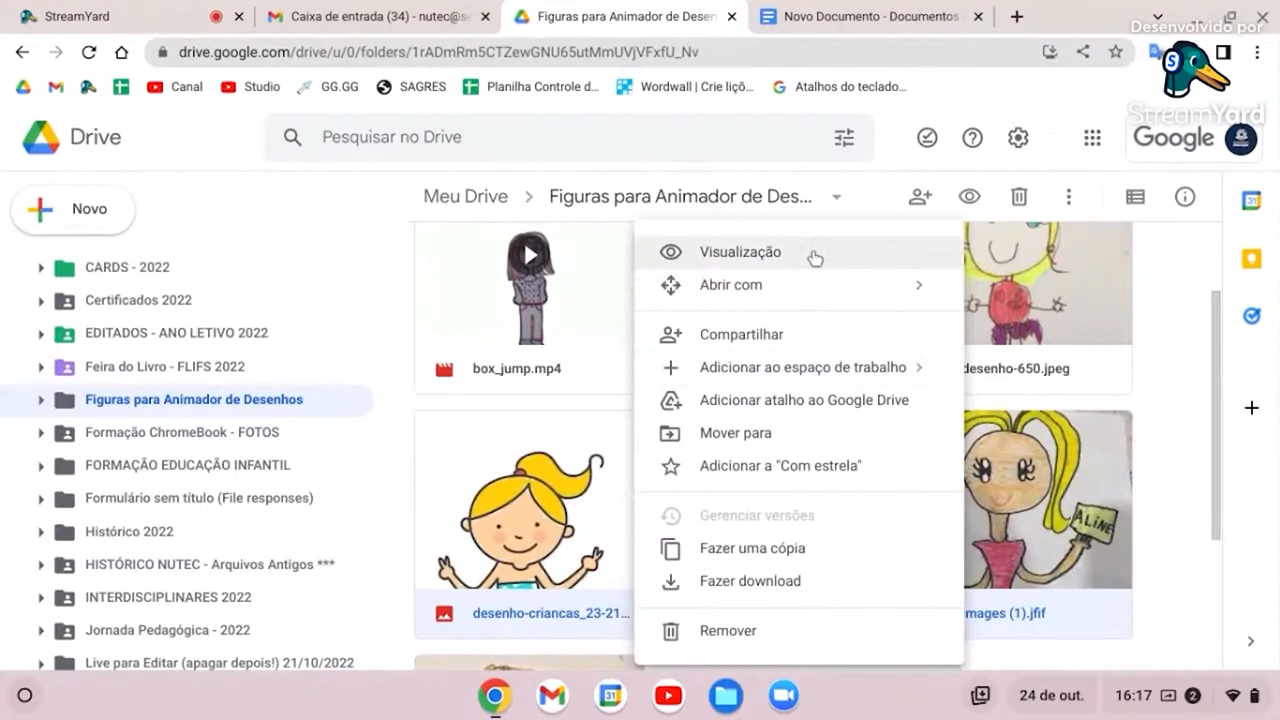 StreamYard
Caixa de entrada (34) - nutec@se
Figuras para Animador de Desen
Novo Documento - Documentos
Desenvolvido por
StreamYard
drive.google.com/drive/u/0/folders/1rADmRm5CTZewGNU65utMmUVjVFxfU_Nv
Canal
Studio
GG.GG
SAGRES
Planilha Controle d...
Wordwall | Crie liçõ...
Atalhos do teclado...
Drive
Pesquisar no Drive
Google
Novo
Meu Drive
Figuras para Animador de Des...
CARDS - 2022
Certificados 2022
EDITADOS - ANO LETIVO 2022
Feira do Livro - FLIFS 2022
Figuras para Animador de Desenhos
Formação ChromeBook - FOTOS
FORMAÇÃO EDUCAÇÃO INFANTIL
Formulário sem título (File responses)
Histórico 2022
HISTÓRICO NUTEC - Arquivos Antigos ***
INTERDISCIPLINARES 2022
Jornada Pedagógica - 2022
Live para Editar (apagar depois!) 21/10/2022
box_jump.mp4
desenho-650.jpeg
desenho-criancas_23-21...
mages (1).jfif
ALINE
Visualização
Abrir com
Compartilhar
Adicionar ao espaço de trabalho
Adicionar atalho ao Google Drive
Mover para
Adicionar a "Com estrela"
Gerenciar versões
Fazer uma cópia
Fazer download
Remover
31
31
24 de out.
16:17
2